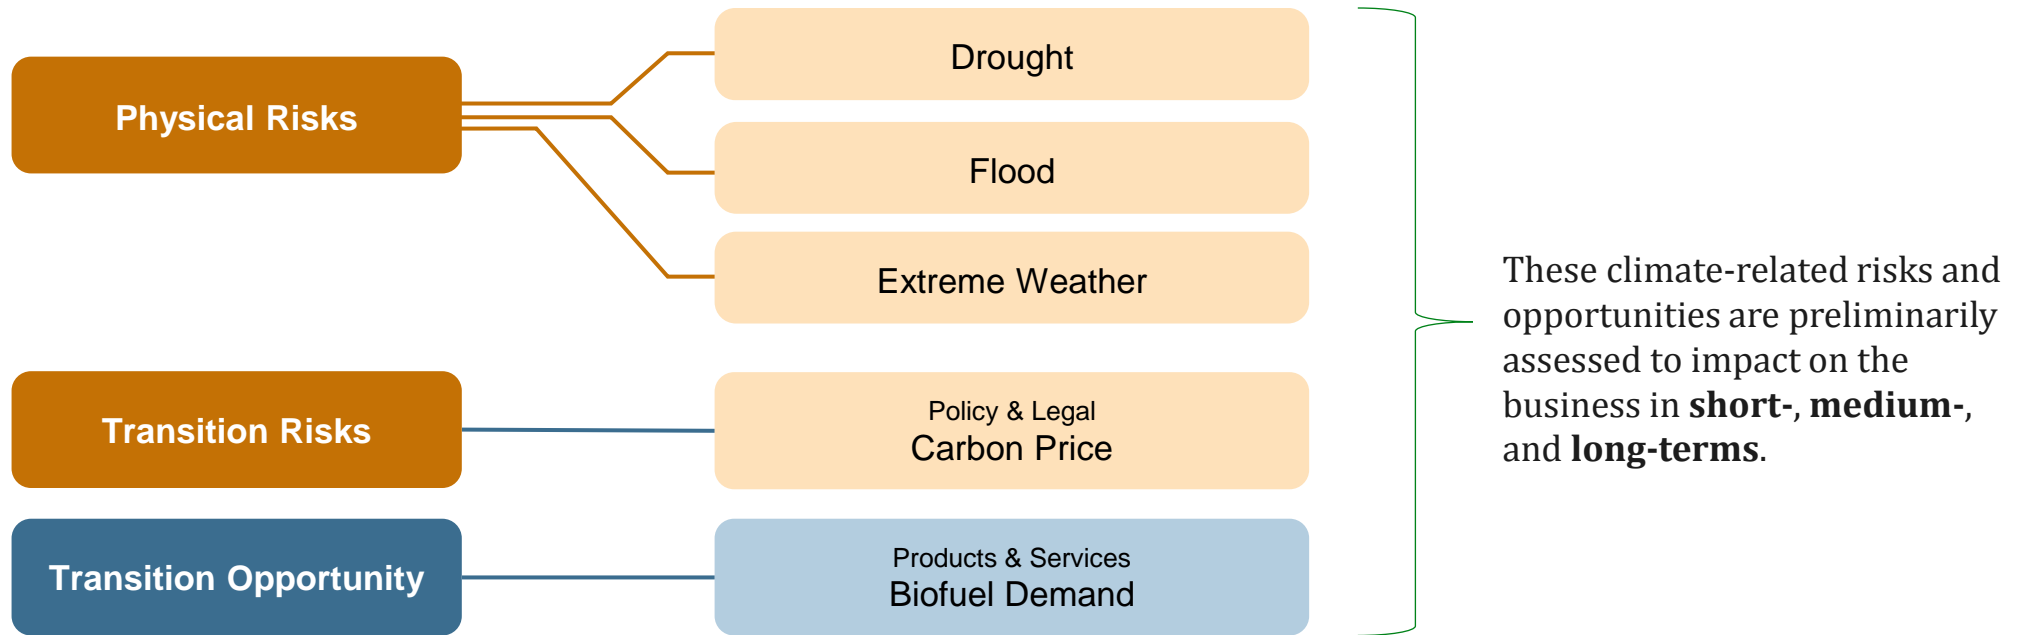 Physical Risks
Drought
Flood
Extreme Weather
Transition Risks
Policy & Legal
Carbon Price
Transition Opportunity
Products & Services
Biofuel Demand
These climate-related risks and
opportunities are preliminarily
assessed to impact on the
business in short-, medium-,
and long-terms.